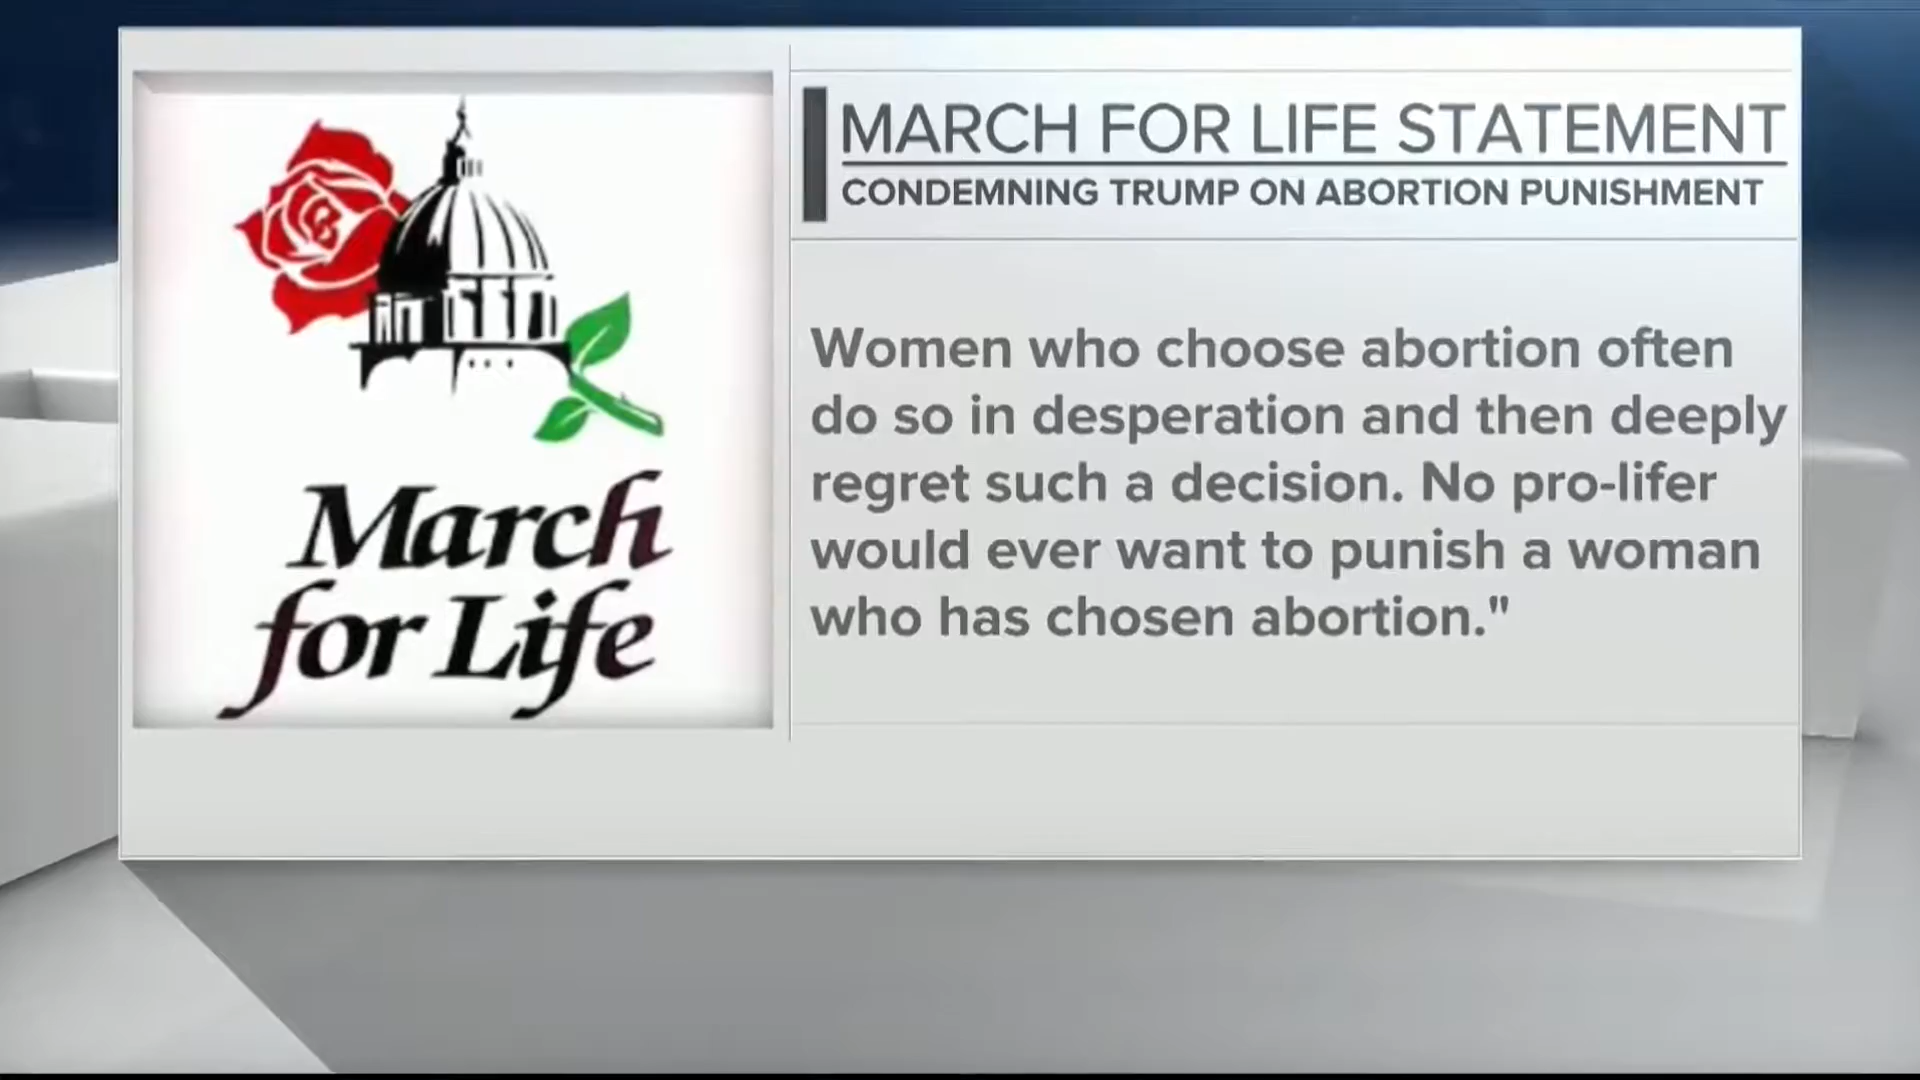 March
for Life
MARCH FOR LIFE STATEMENT
CONDEMNING TRUMP ON ABORTION PUNISHMENT
Women who choose abortion often
do so in desperation and then deeply
regret such a decision. No pro-lifer
would ever want to punish a woman
who has chosen abortion."